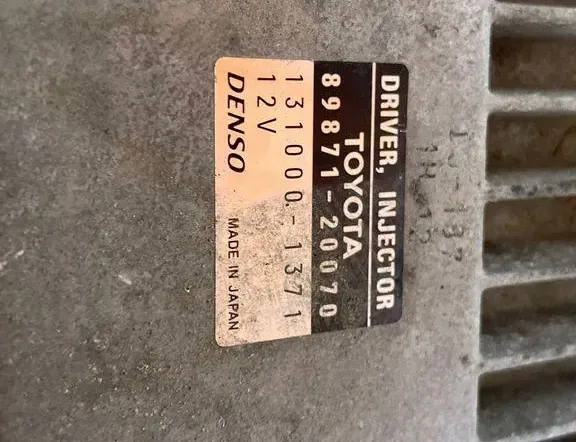 DRIVER, INJECTOR
TOYOTA
89871-20070
131000-1371
12V
DENSO MADE IN JAPAN